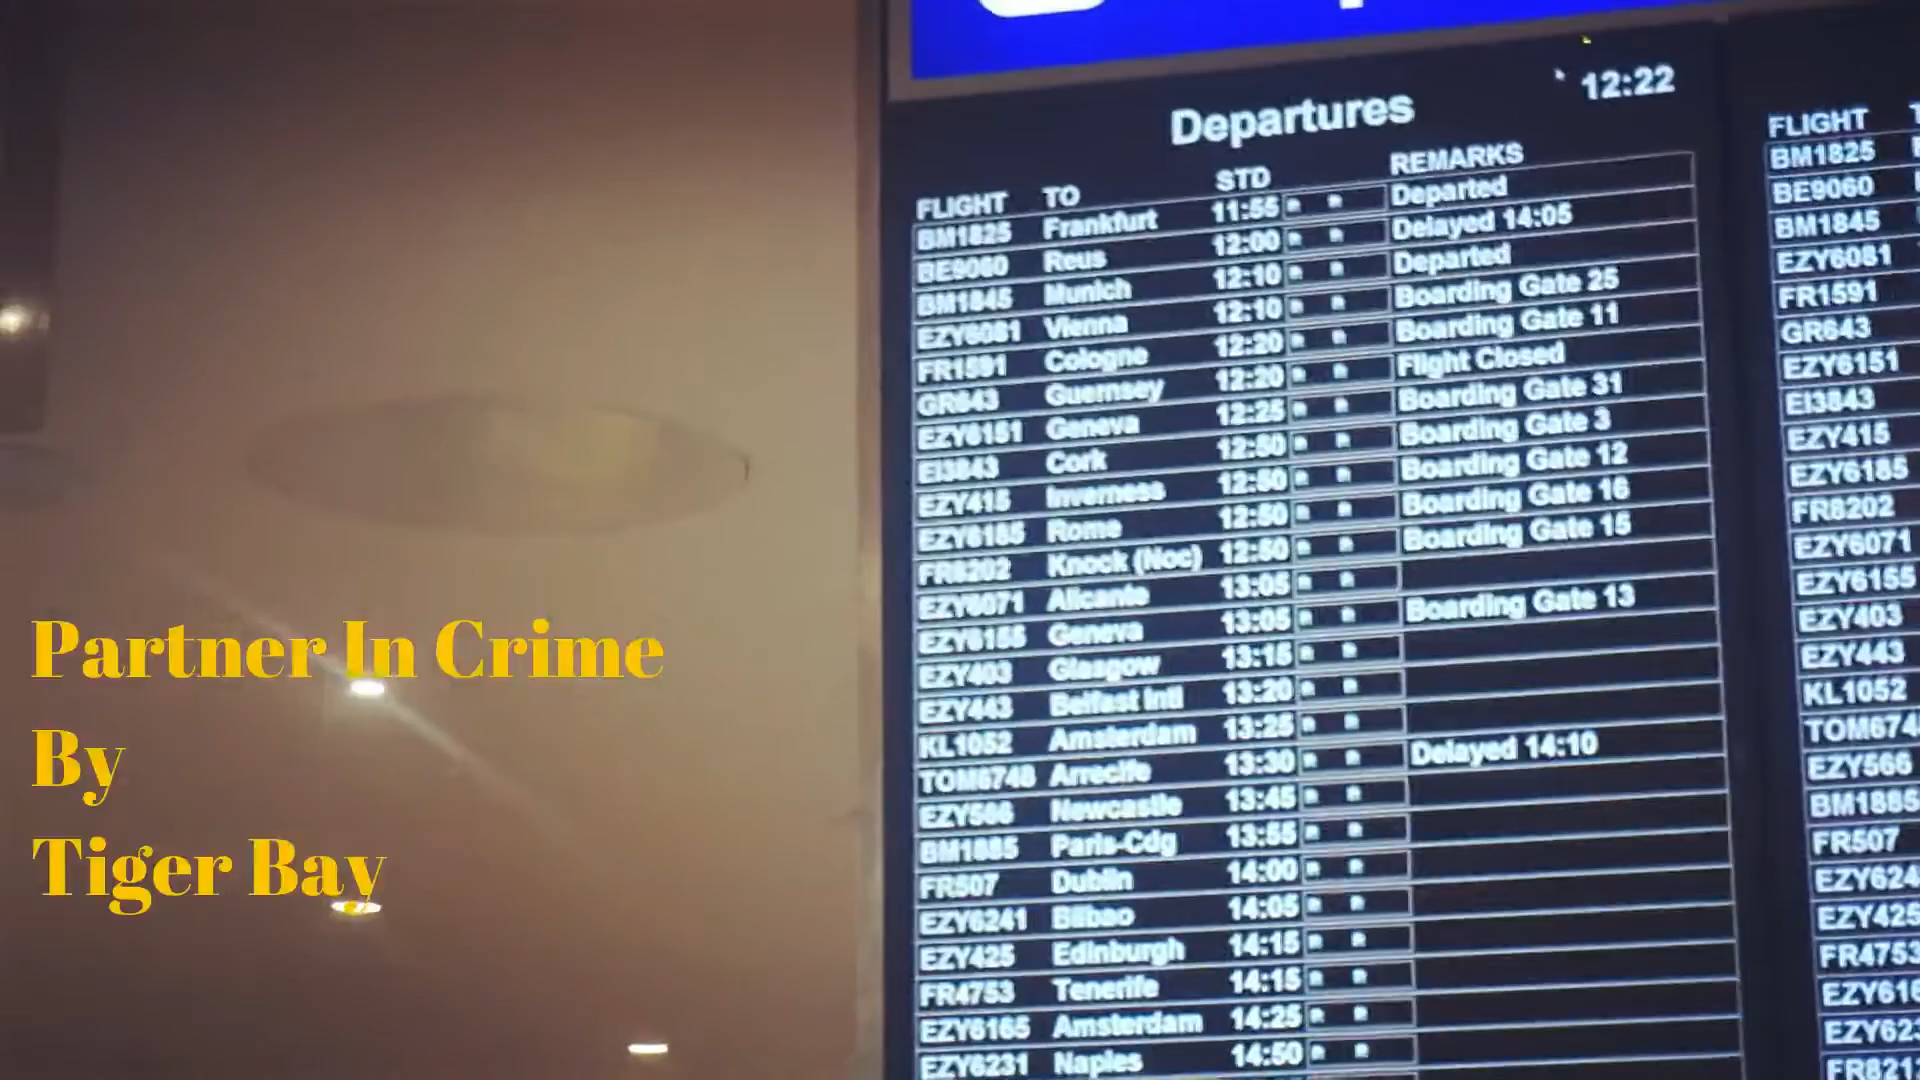 Partner In Crime
By
Tiger Bay
12:22
Departures
FLIGHT TO STD REMARKS
BM1825 Frankfurt 11:55 Departed
BE9060 Reus 12:00 Delayed 14:05
BM1845 Munich 12:10 Departed
EZY6081 Vienna 12:10 Boarding Gate 25
FR1591 Cologne 12:20 Boarding Gate 11
GR643 Guernsey 12:20 Flight Closed
EZY6151 Geneva 12:25 Boarding Gate 31
EI3843 Cork 12:50 Boarding Gate 3
EZY415 Inverness 12:50 Boarding Gate 12
EZY6185 Rome 12:50 Boarding Gate 16
FR8202 Knock (Noc) 12:50 Boarding Gate 15
EZY6071 Alicante 13:05
EZY6155 Geneva 13:05 Boarding Gate 13
EZY403 Glasgow 13:15
EZY443 Belfast Intl 13:20
KL1052 Amsterdam 13:25
TOM6748 Arrecife 13:30 Delayed 14:10
EZY566 Newcastle 13:45
BM1885 Paris-Cdg 13:55
FR507 Dublin 14:00
EZY6241 Bilbao 14:05
EZY425 Edinburgh 14:15
FR4753 Tenerife 14:15
EZY6165 Amsterdam 14:25
EZY6231 Naples 14:50
FLIGHT
BM1825
BE9060
BM1845
EZY6081
FR1591
GR643
EZY6151
EI3843
EZY415
EZY6185
FR8202
EZY6071
EZY6155
EZY403
EZY443
KL1052
TOM674
EZY566
BM1885
FR507
EZY624
EZY425
FR4753
EZY616
EZY623
FR821